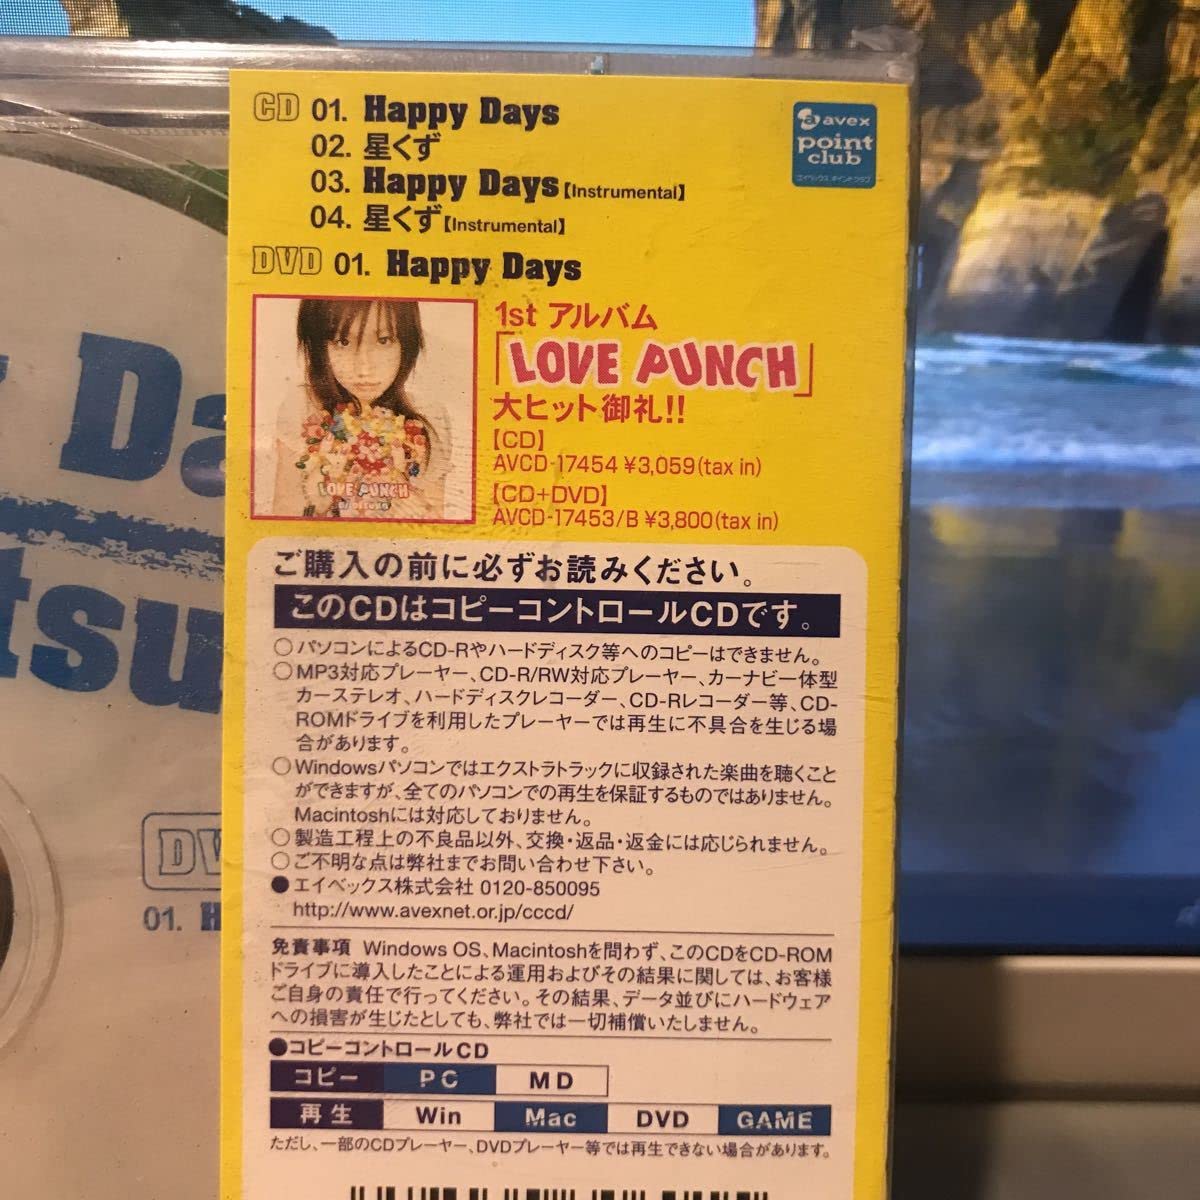 CD 01. Happy Days
02. 星くず
03. Happy Days【Instrumental】
04. 星くず【Instrumental】
DVD 01. Happy Days
avex
point
club
エイベックス ポイントクラブ
1st アルバム
「LOVE PUNCH」
大ヒット御礼!!
【CD】
AVCD-17454 ¥3,059(tax in)
【CD+DVD】
AVCD-17453/B ¥3,800(tax in)
LOVE PUNCH
ご購入の前に必ずお読みください。
このCDはコピーコントロールCDです。
○パソコンによるCD-Rやハードディスク等へのコピーはできません。
○MP3対応プレーヤー、CD-R/RW対応プレーヤー、カーナビ一体型
カーステレオ、ハードディスクレコーダー、CD-Rレコーダー等、CD-
ROMドライブを利用したプレーヤーでは再生に不具合を生じる場
合があります。
○Windowsパソコンではエクストラトラックに収録された楽曲を聴くこと
ができますが、全てのパソコンでの再生を保証するものではありません。
Macintoshには対応しておりません。
○製造工程上の不良品以外、交換・返品・返金には応じられません。
○ご不明な点は弊社までお問い合わせ下さい。
●エイベックス株式会社 0120-850095
http://www.avexnet.or.jp/cccd/
免責事項 Windows OS、Macintoshを問わず、このCDをCD-ROM
ドライブに導入したことによる運用およびその結果に関しては、お客様
ご自身の責任で行ってください。その結果、データ並びにハードウェア
への損害が生じたとしても、弊社では一切補償いたしません。
●コピーコントロールCD
コピー PC MD
再生 Win Mac DVD GAME
ただし、一部のCDプレーヤー、DVDプレーヤー等では再生できない場合があります。
y Da
tsu
DV
01. H